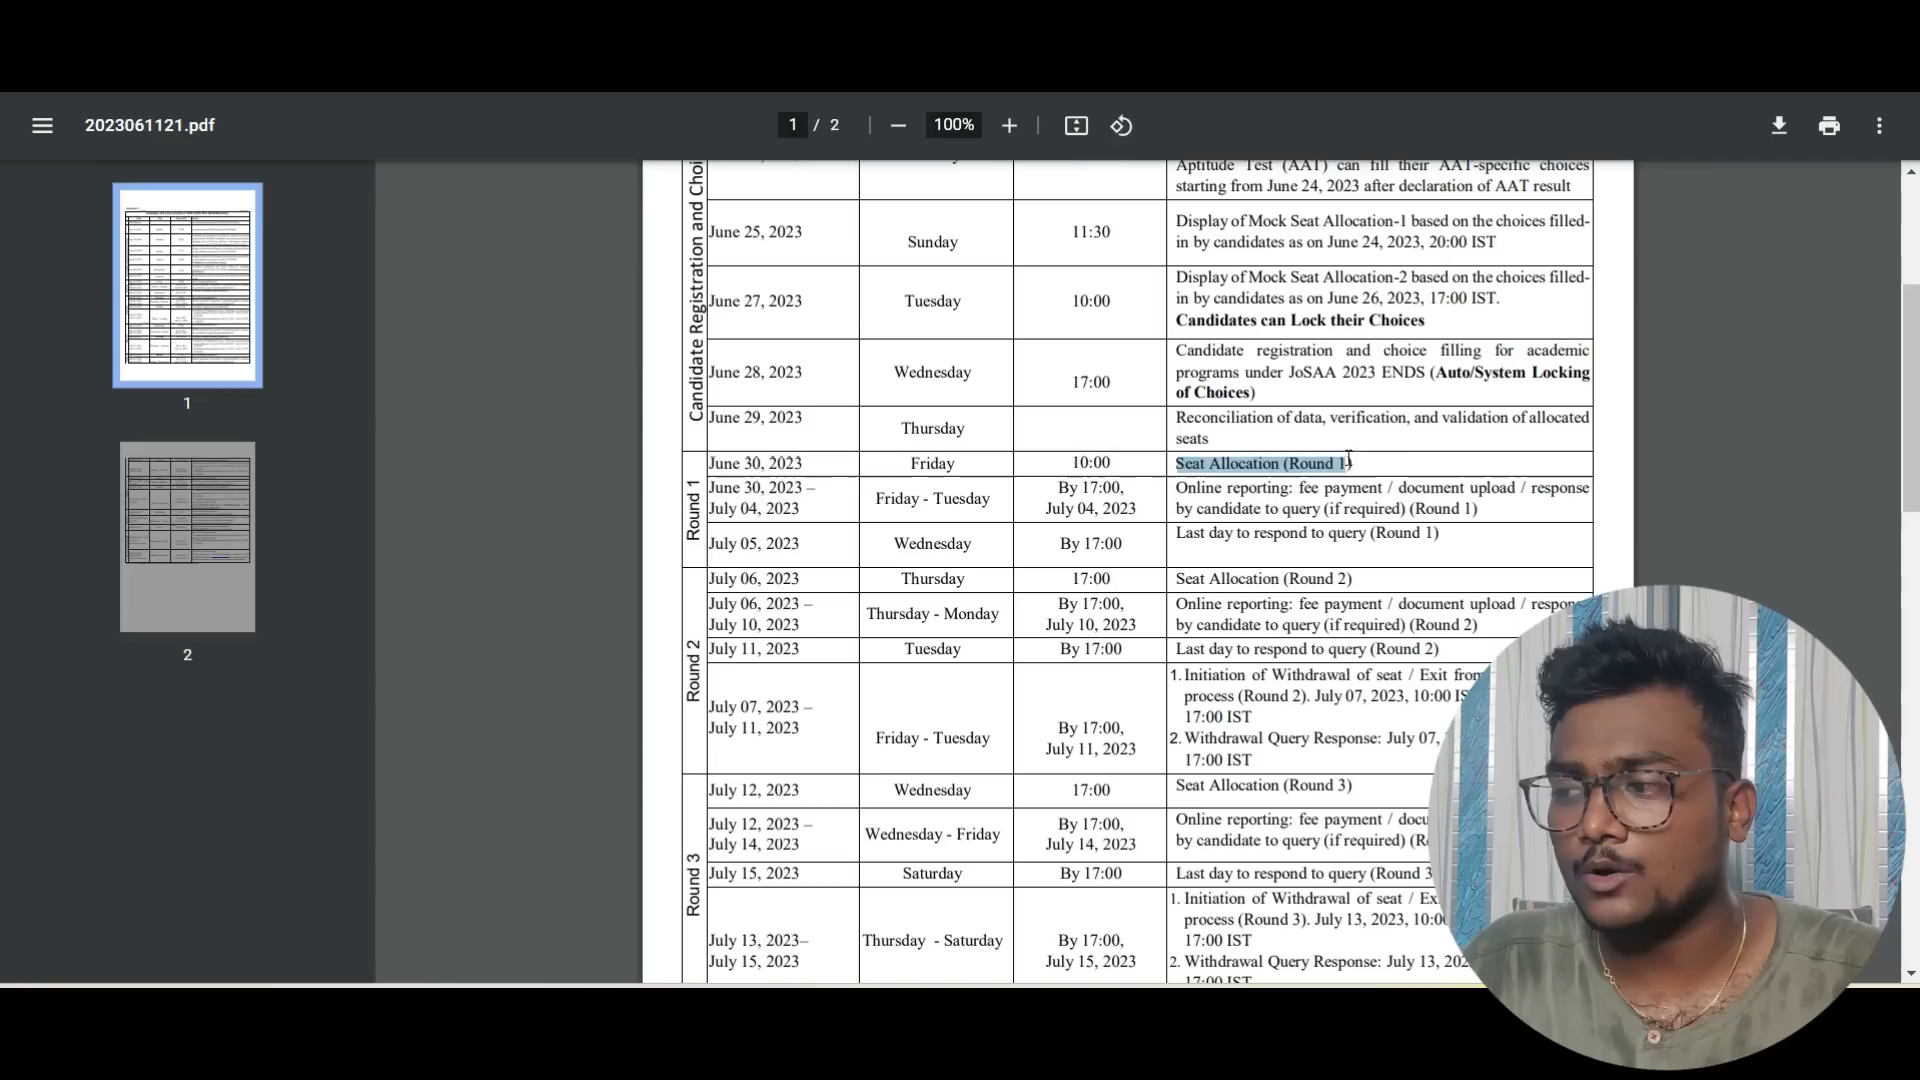 2023061121.pdf
1 / 2
100%
1
2
Candidate Registration and Choi
Aptitude Test (AAT) can fill their AAT-specific choices
starting from June 24, 2023 after declaration of AAT result
June 25, 2023
Sunday
11:30
Display of Mock Seat Allocation-1 based on the choices filled-
in by candidates as on June 24, 2023, 20:00 IST
June 27, 2023
Tuesday
10:00
Display of Mock Seat Allocation-2 based on the choices filled-
in by candidates as on June 26, 2023, 17:00 IST.
Candidates can Lock their Choices
June 28, 2023
Wednesday
17:00
Candidate registration and choice filling for academic
programs under JoSAA 2023 ENDS (Auto/System Locking
of Choices)
June 29, 2023
Thursday
Reconciliation of data, verification, and validation of allocated
seats
Round 1
June 30, 2023
Friday
10:00
Seat Allocation (Round 1)
June 30, 2023 –
July 04, 2023
Friday - Tuesday
By 17:00,
July 04, 2023
Online reporting: fee payment / document upload / response
by candidate to query (if required) (Round 1)
July 05, 2023
Wednesday
By 17:00
Last day to respond to query (Round 1)
Round 2
July 06, 2023
Thursday
17:00
Seat Allocation (Round 2)
July 06, 2023 –
July 10, 2023
Thursday - Monday
By 17:00,
July 10, 2023
Online reporting: fee payment / document upload / respon
by candidate to query (if required) (Round 2)
July 11, 2023
Tuesday
By 17:00
Last day to respond to query (Round 2)
July 07, 2023 –
July 11, 2023
Friday - Tuesday
By 17:00,
July 11, 2023
1. Initiation of Withdrawal of seat / Exit from
process (Round 2). July 07, 2023, 10:00 IS
17:00 IST
2. Withdrawal Query Response: July 07,
17:00 IST
Round 3
July 12, 2023
Wednesday
17:00
Seat Allocation (Round 3)
July 12, 2023 –
July 14, 2023
Wednesday - Friday
By 17:00,
July 14, 2023
Online reporting: fee payment / docu
by candidate to query (if required) (R
July 15, 2023
Saturday
By 17:00
Last day to respond to query (Round 3
July 13, 2023–
July 15, 2023
Thursday - Saturday
By 17:00,
July 15, 2023
1. Initiation of Withdrawal of seat / Ex
process (Round 3). July 13, 2023, 10:0
17:00 IST
2. Withdrawal Query Response: July 13, 202
17:00 IST